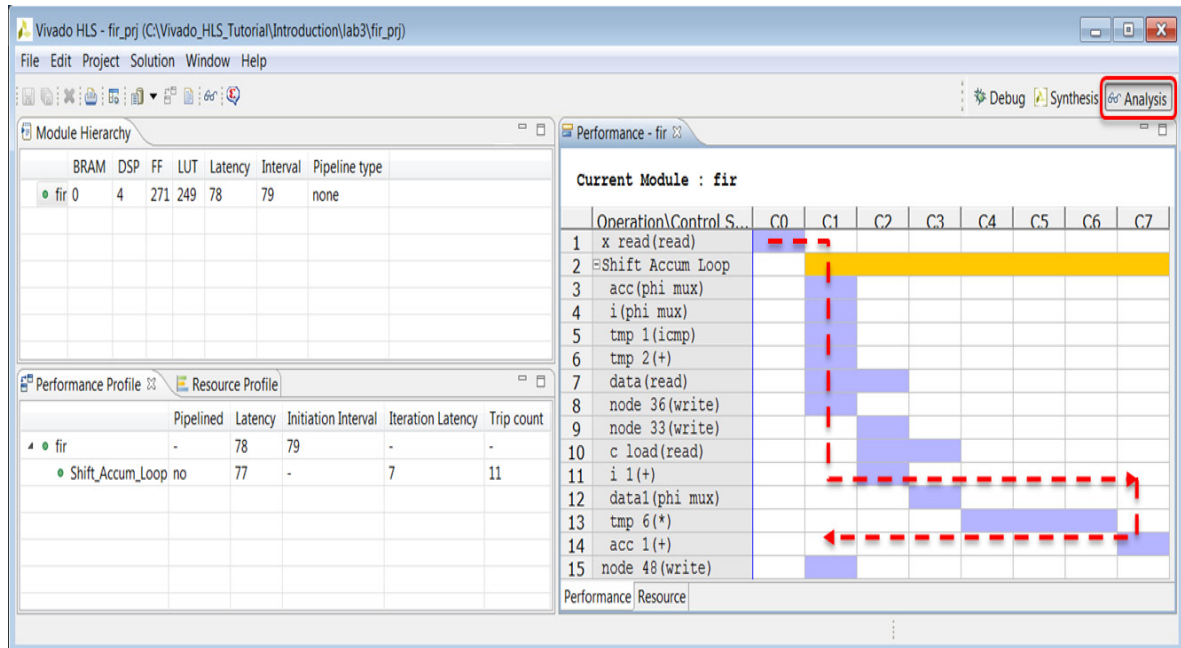 Vivado HLS - fir_prj (C:\Vivado_HLS_Tutorial\Introduction\lab3\fir_prj)
File Edit Project Solution Window Help
Debug Synthesis Analysis
Module Hierarchy
BRAM DSP FF LUT Latency Interval Pipeline type
fir 0 4 271 249 78 79 none
Performance Profile Resource Profile
Pipelined Latency Initiation Interval Iteration Latency Trip count
fir - 78 79 - -
Shift_Accum_Loop no 77 - 7 11
Performance - fir
Current Module : fir
Operation\Control S... C0 C1 C2 C3 C4 C5 C6 C7
1 x read(read)
2 Shift Accum Loop
3 acc(phi mux)
4 i(phi mux)
5 tmp 1(icmp)
6 tmp 2(+)
7 data(read)
8 node 36(write)
9 node 33(write)
10 c load(read)
11 i 1(+)
12 data1(phi mux)
13 tmp 6(*)
14 acc 1(+)
15 node 48(write)
Performance Resource